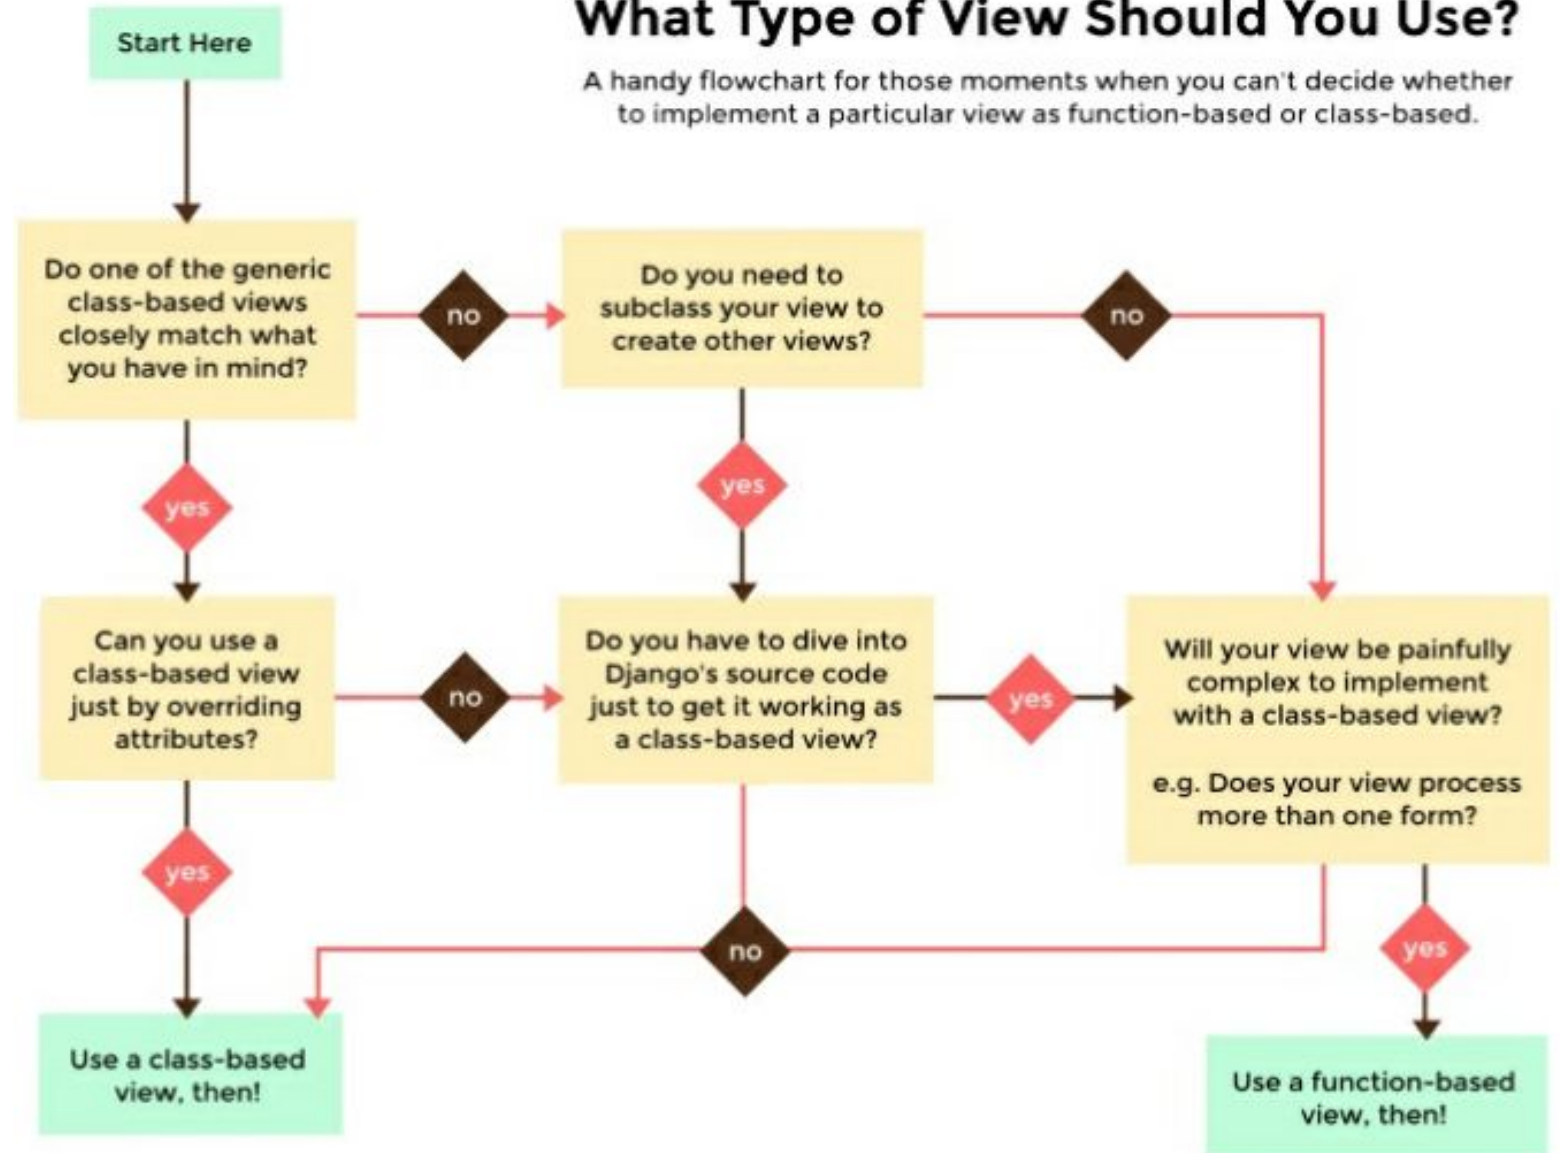 What Type of View Should You Use?
A handy flowchart for those moments when you can't decide whether
to implement a particular view as function-based or class-based.
Start Here
Do one of the generic
class-based views
closely match what
you have in mind?
no
Do you need to
subclass your view to
create other views?
no
yes
yes
Can you use a
class-based view
just by overriding
attributes?
no
Do you have to dive into
Django's source code
just to get it working as
a class-based view?
yes
Will your view be painfully
complex to implement
with a class-based view?
e.g. Does your view process
more than one form?
yes
no
yes
Use a class-based
view, then!
Use a function-based
view, then!